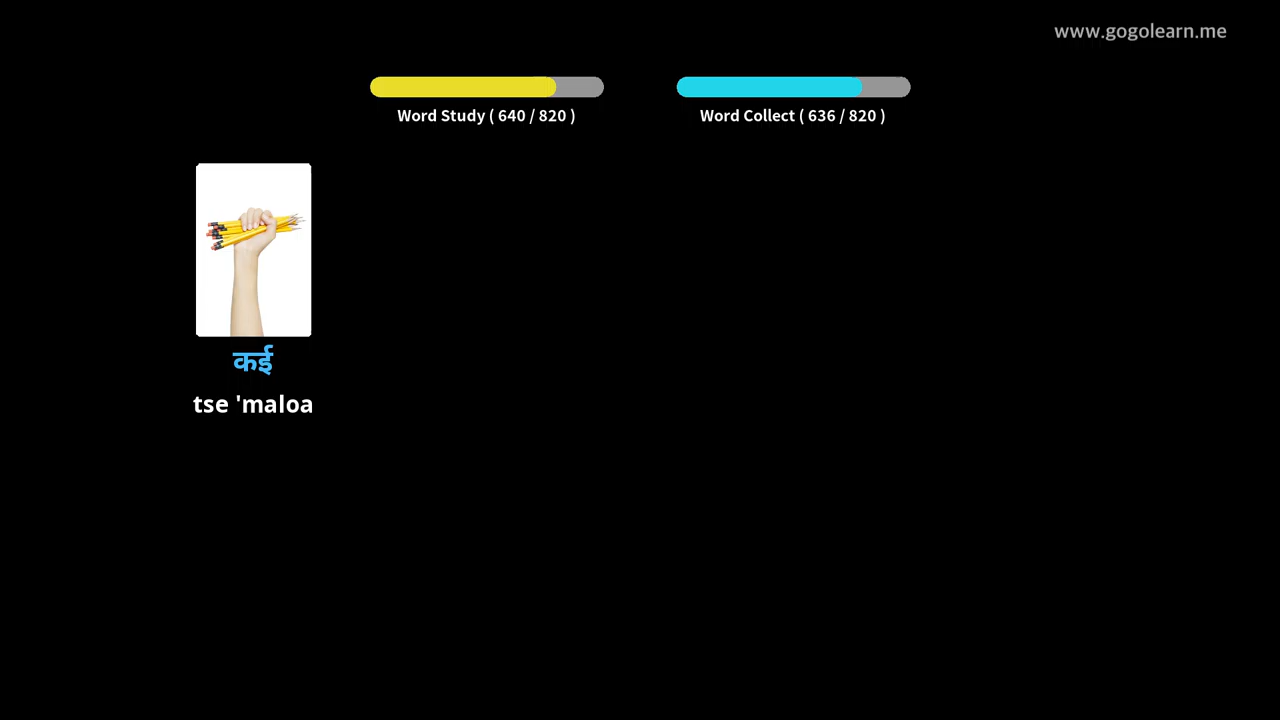 www.gogolearn.me
Word Study ( 640 / 820 )
Word Collect ( 636 / 820 )
कई
tse 'maloa